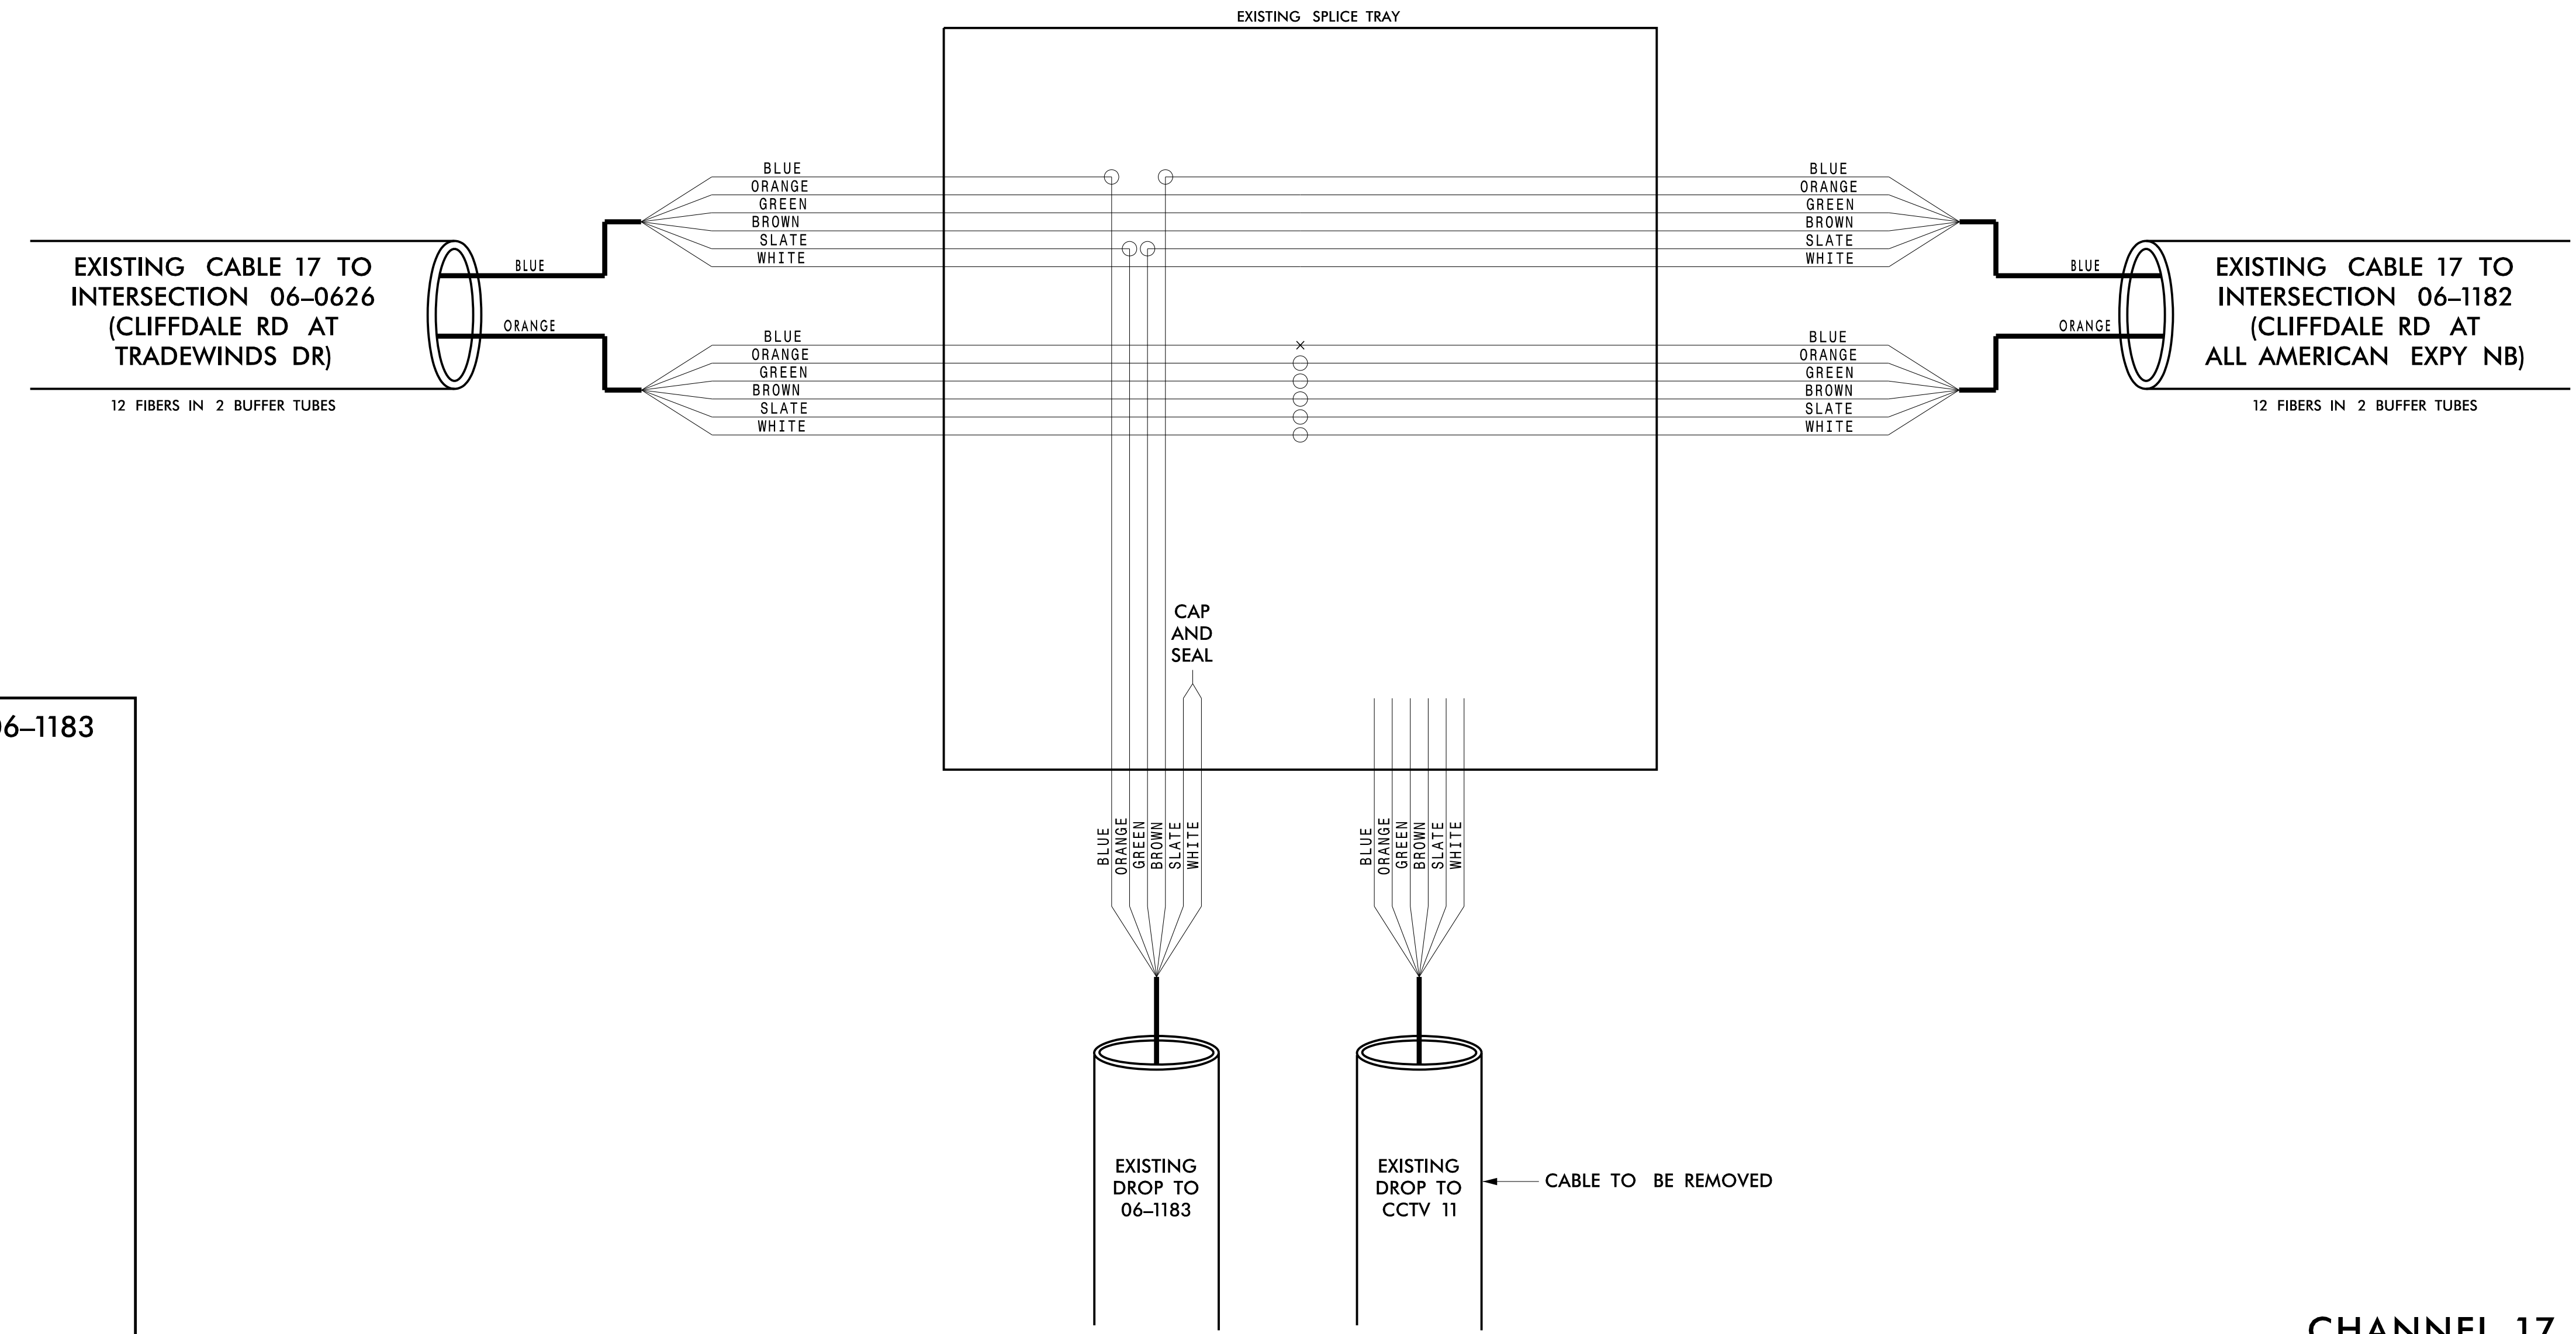 EXISTING SPLICE TRAY
BLUE
ORANGE
GREEN
BROWN
SLATE
WHITE
BLUE
ORANGE
GREEN
BROWN
SLATE
WHITE
EXISTING CABLE 17 TO
INTERSECTION 06–0626
(CLIFFDALE RD AT
TRADEWINDS DR)
BLUE
ORANGE
12 FIBERS IN 2 BUFFER TUBES
BLUE
ORANGE
EXISTING CABLE 17 TO
INTERSECTION 06–1182
(CLIFFDALE RD AT
ALL AMERICAN EXPY NB)
12 FIBERS IN 2 BUFFER TUBES
BLUE
ORANGE
GREEN
BROWN
SLATE
WHITE
BLUE
ORANGE
GREEN
BROWN
SLATE
WHITE
CAP
AND
SEAL
6–1183
BLUE
ORANGE
GREEN
BROWN
SLATE
WHITE
BLUE
ORANGE
GREEN
BROWN
SLATE
WHITE
EXISTING
DROP TO
06–1183
EXISTING
DROP TO
CCTV 11
CABLE TO BE REMOVED
CHANNEL 17